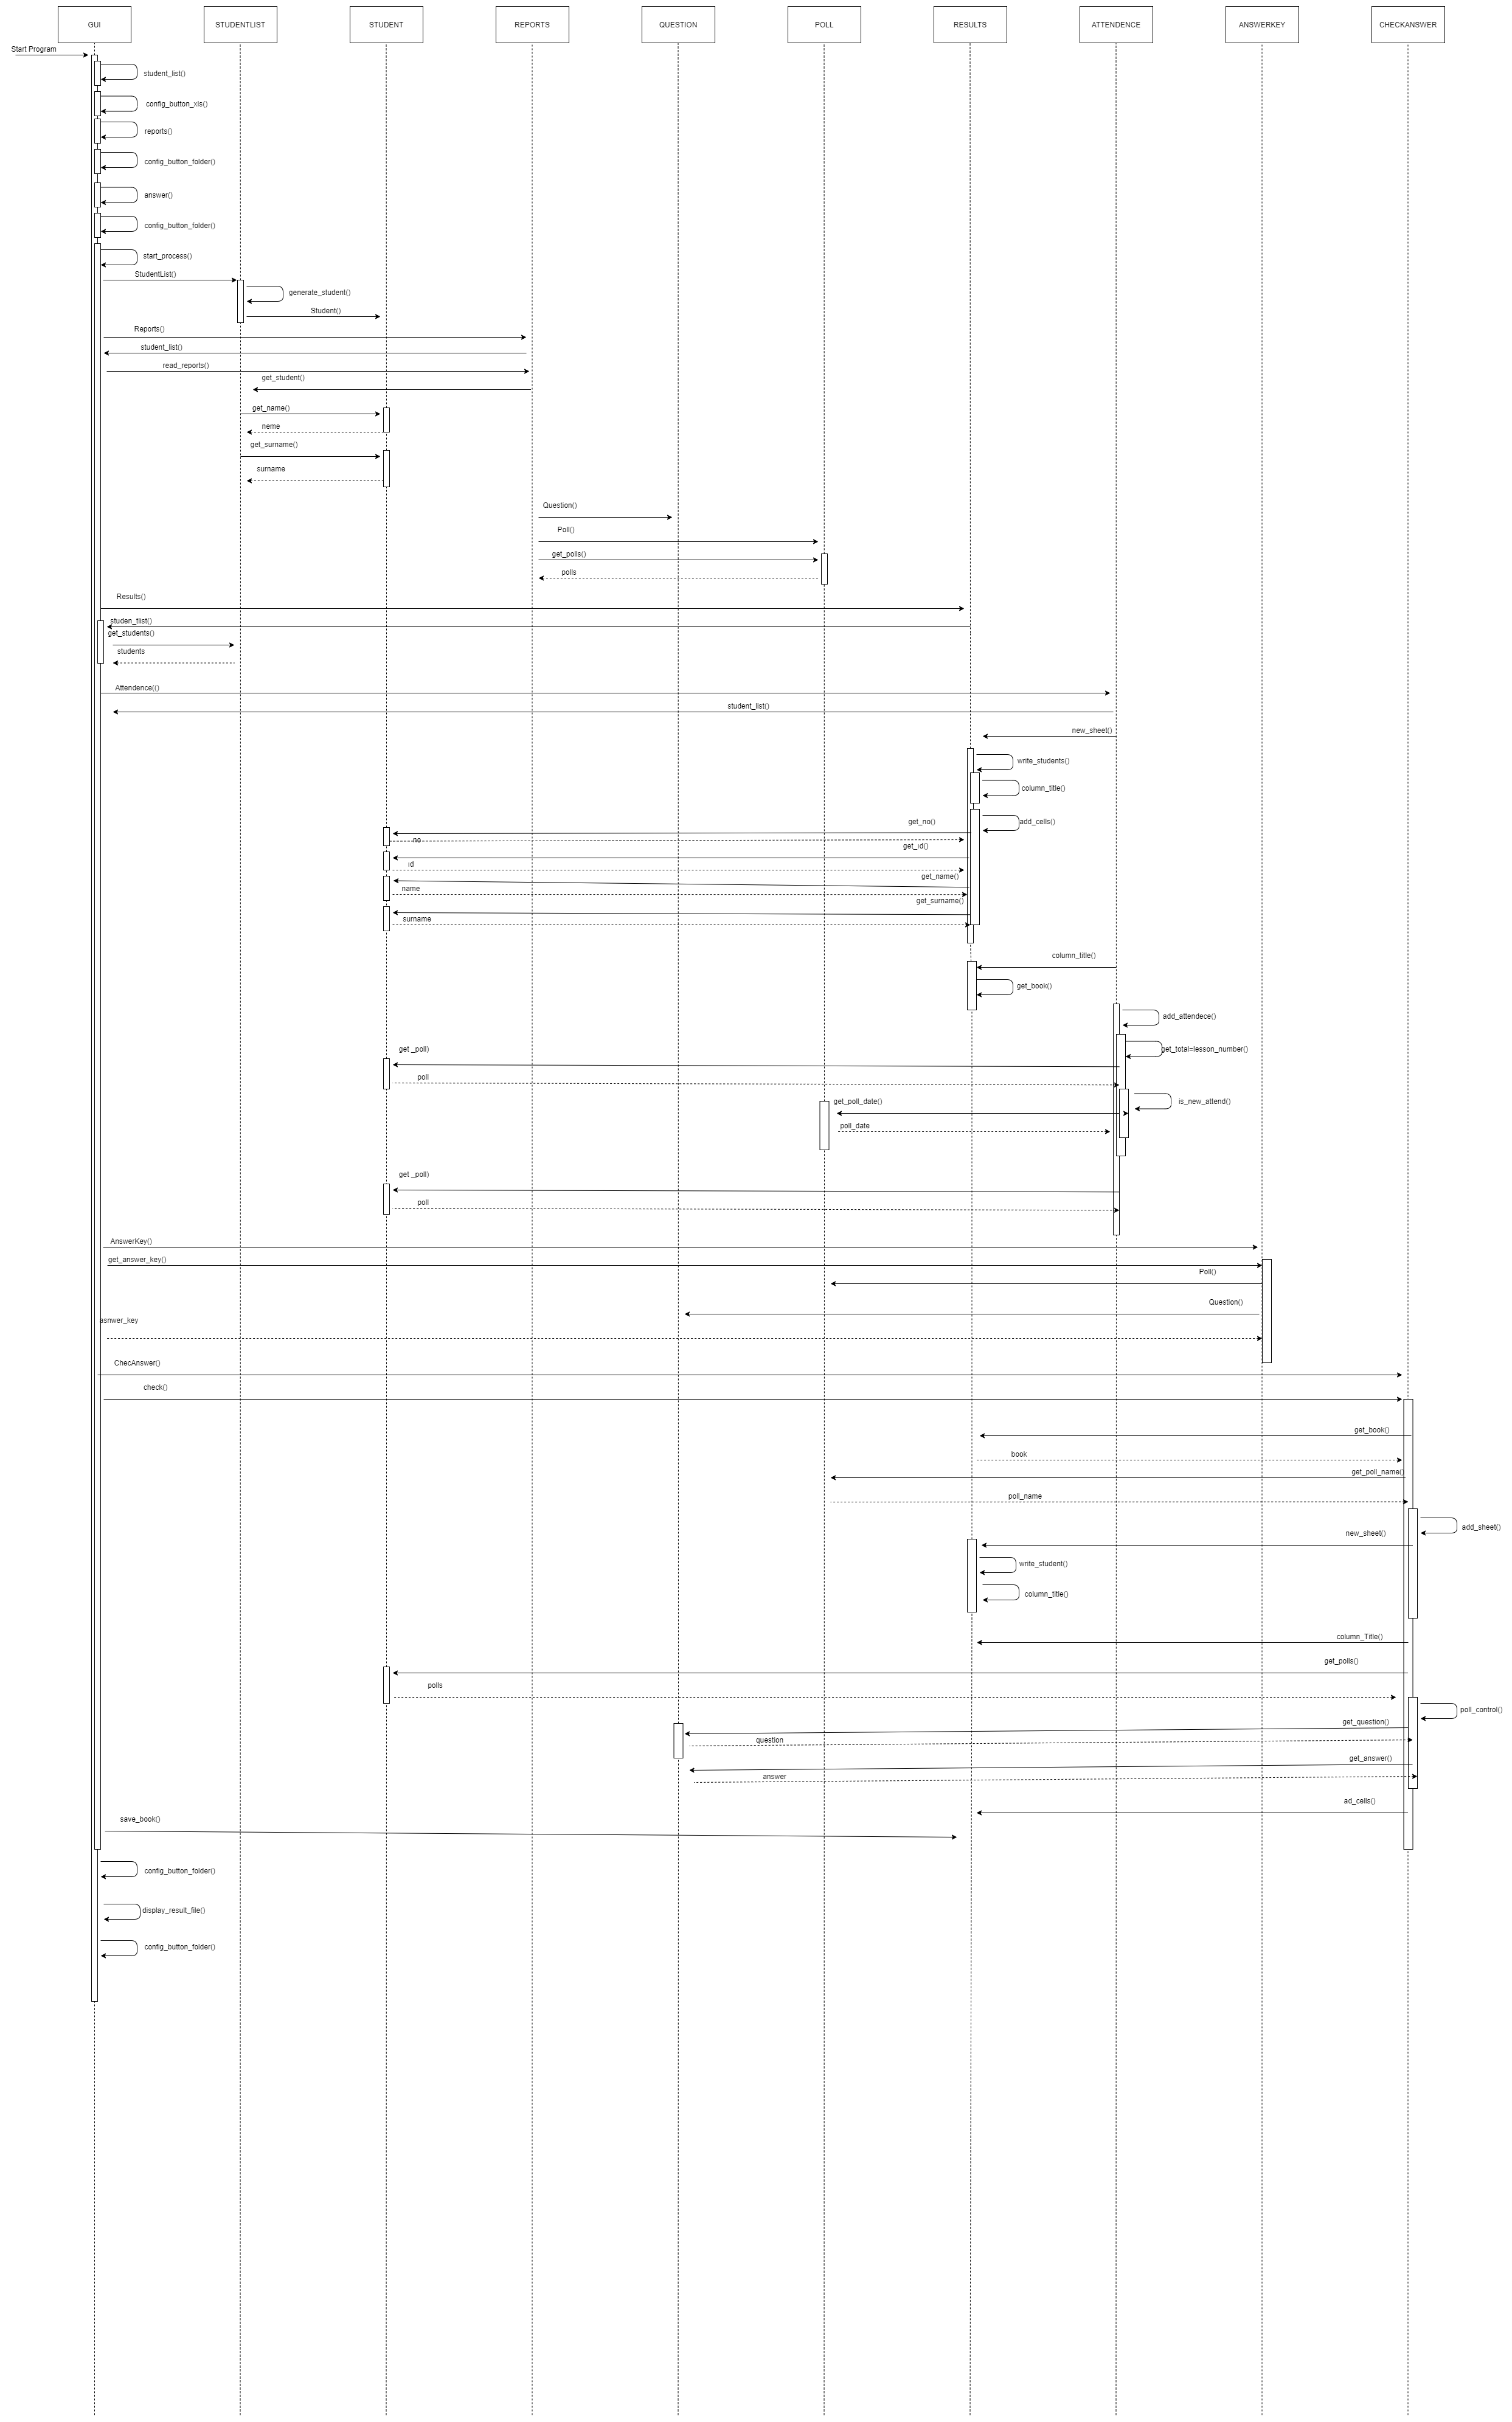 GUI
STUDENTLIST
STUDENT
REPORTS
QUESTION
POLL
RESULTS
ATTENDENCE
ANSWERKEY
CHECKANSWER
Start Program
student_list()
config_button_xls()
reports()
config_button_folder()
answer()
config_button_folder()
start_process()
StudentList()
generate_student()
Student()
Reports()
student_list()
read_reports()
get_student()
get_name()
neme
get_surname()
surname
Question()
Poll()
get_polls()
polls
Results()
studen_tlist()
get_students()
students
Attendence(()
student_list()
new_sheet()
write_students()
column_title()
get_no()
add_cells()
no
get_id()
id
get_name()
name
get_surname()
surname
column_title()
get_book()
add_attendece()
get _poll)
get_total=lesson_number()
poll
get_poll_date()
is_new_attend()
poll_date
get _poll)
poll
AnswerKey()
get_answer_key()
Poll()
Question()
asnwer_key
ChecAnswer()
check()
get_book()
book
get_poll_name()
poll_name
add_sheet()
new_sheet()
write_student()
column_title()
column_Title()
get_polls()
polls
poll_control()
get_question()
question
get_answer()
answer
ad_cells()
save_book()
config_button_folder()
display_result_file()
config_button_folder()